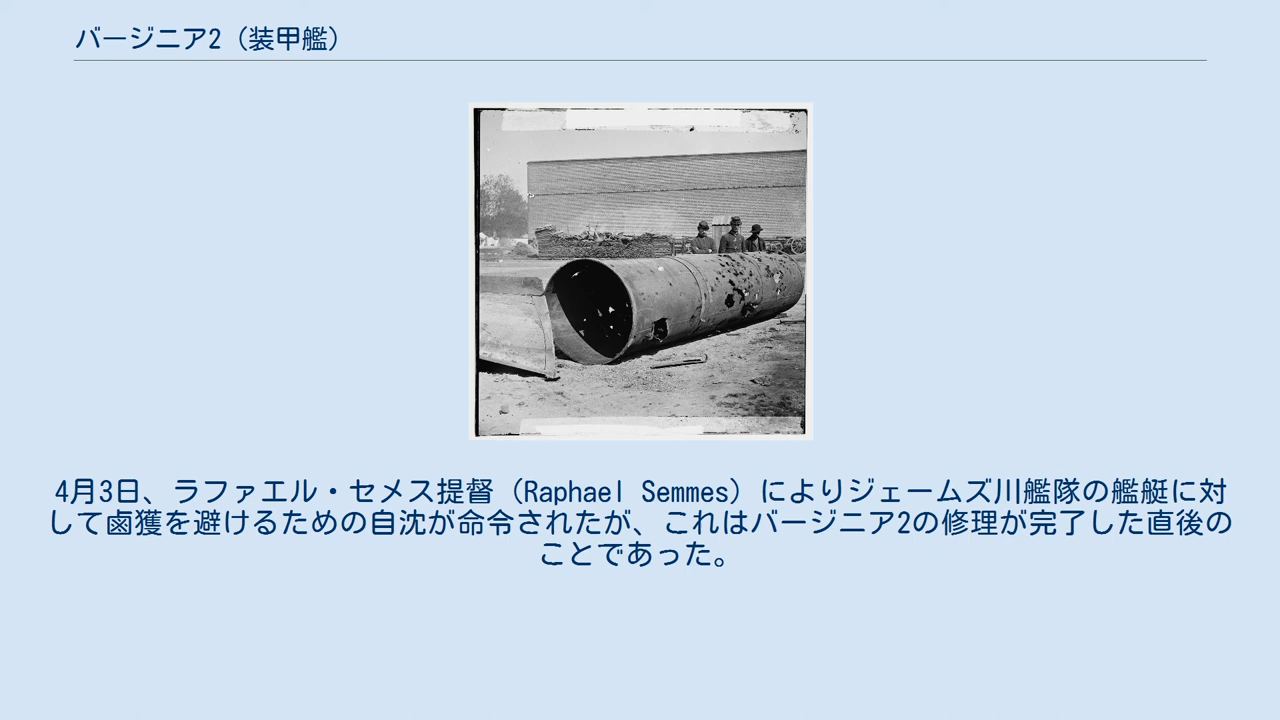 バージニア2（装甲艦）
4月3日、ラファエル・セメス提督（Raphael Semmes）によりジェームズ川艦隊の艦艇に対
して鹵獲を避けるための自沈が命令されたが、これはバージニア2の修理が完了した直後の
ことであった。